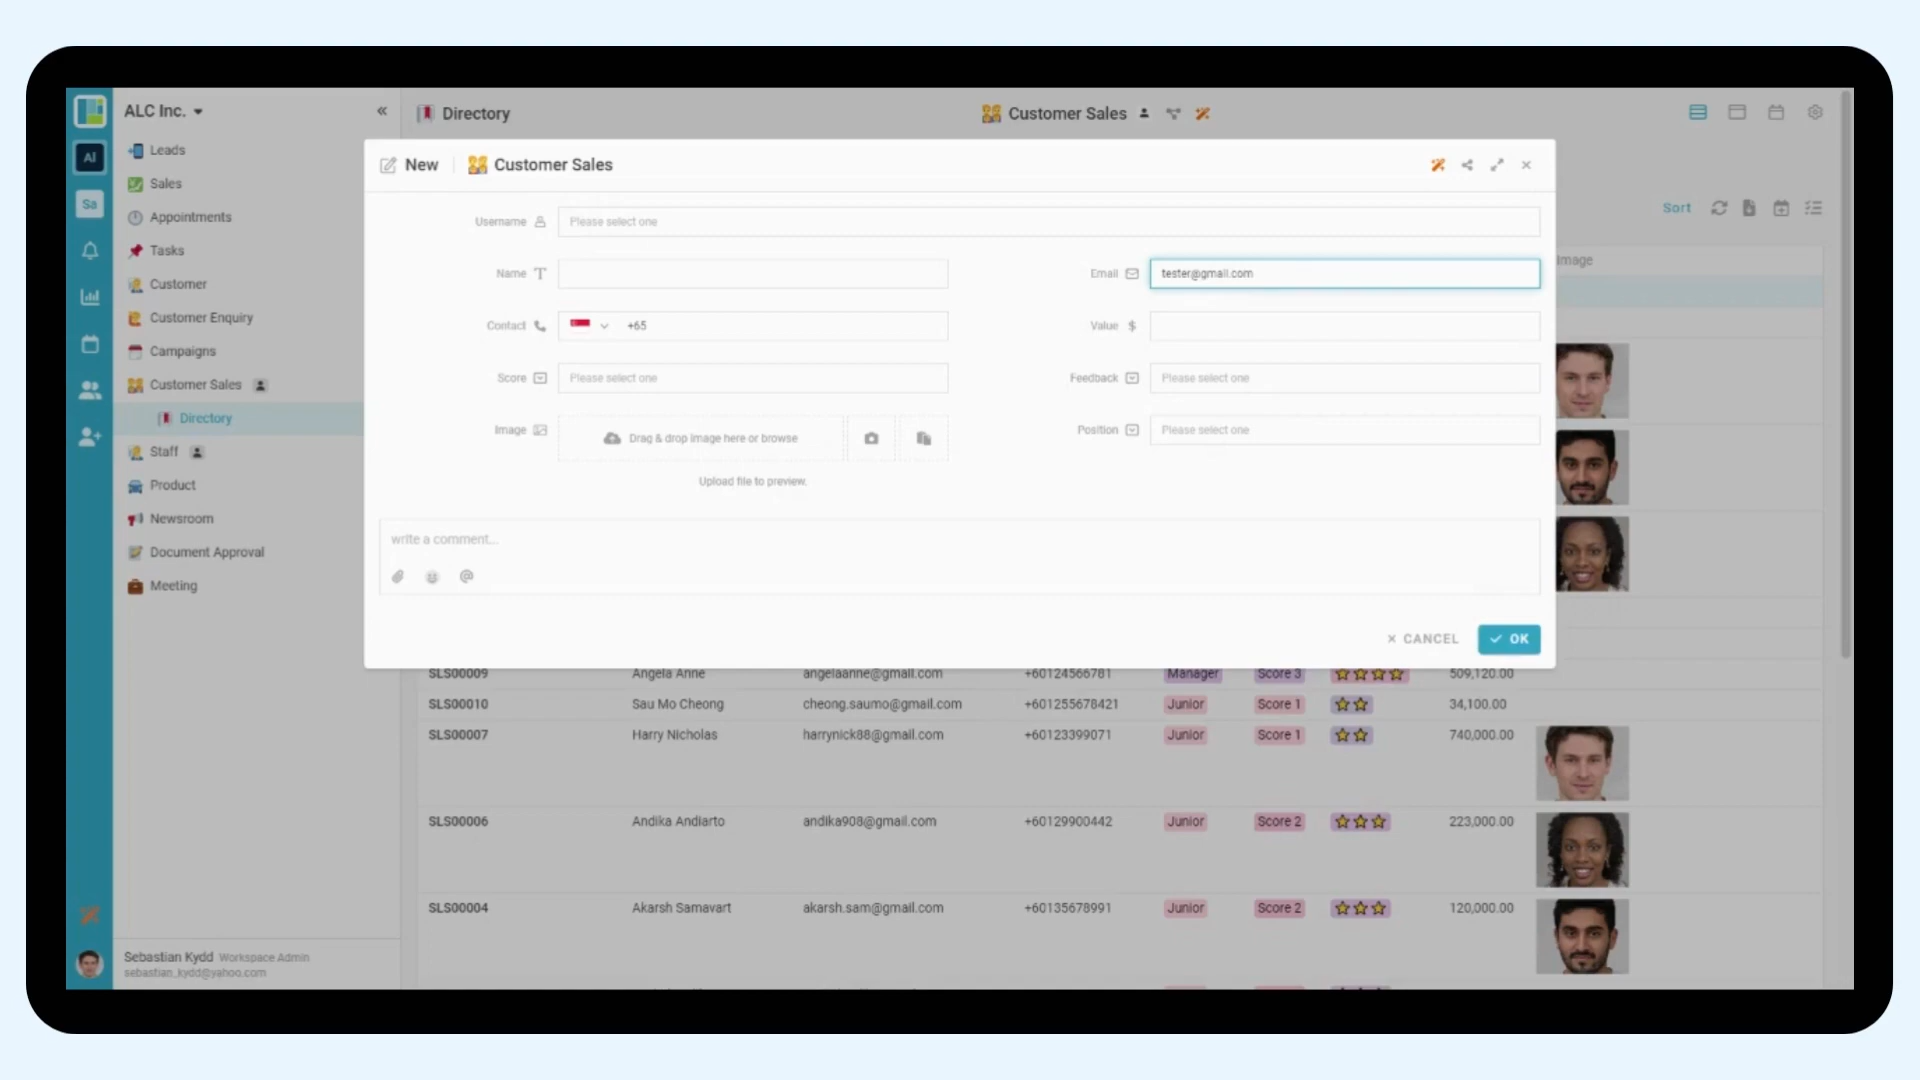 ALC Inc.
Directory
Customer Sales
AI
Sa
Leads
Sales
Appointments
Tasks
Customer
Customer Enquiry
Campaigns
Customer Sales
Directory
Staff
Product
Newsroom
Document Approval
Meeting
Sebastian Kydd Workspace Admin
sebastian_kydd@yahoo.com
Sort
Image
New Customer Sales
Username Please select one
Name
Email tester@gmail.com
Contact +65
Value $
Score Please select one
Feedback Please select one
Image Drag & drop image here or browse
Position Please select one
Upload file to preview.
write a comment...
CANCEL OK
SLS00009 Angela Anne angelaanne@gmail.com +60124566781 Manager Score 3 509,120.00
SLS00010 Sau Mo Cheong cheong.saumo@gmail.com +601255678421 Junior Score 1 34,100.00
SLS00007 Harry Nicholas harrynick88@gmail.com +60123399071 Junior Score 1 740,000.00
SLS00006 Andika Andiarto andika908@gmail.com +60129900442 Junior Score 2 223,000.00
SLS00004 Akarsh Samavart akarsh.sam@gmail.com +60135678991 Junior Score 2 120,000.00